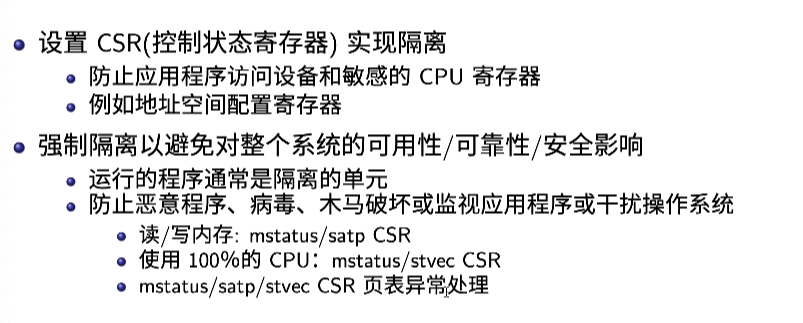 设置 CSR(控制状态寄存器) 实现隔离
防止应用程序访问设备和敏感的 CPU 寄存器
例如地址空间配置寄存器
强制隔离以避免对整个系统的可用性/可靠性/安全影响
运行的程序通常是隔离的单元
防止恶意程序、病毒、木马破坏或监视应用程序或干扰操作系统
读/写内存: mstatus/satp CSR
使用 100%的 CPU：mstatus/stvec CSR
mstatus/satp/stvec CSR 页表异常处理